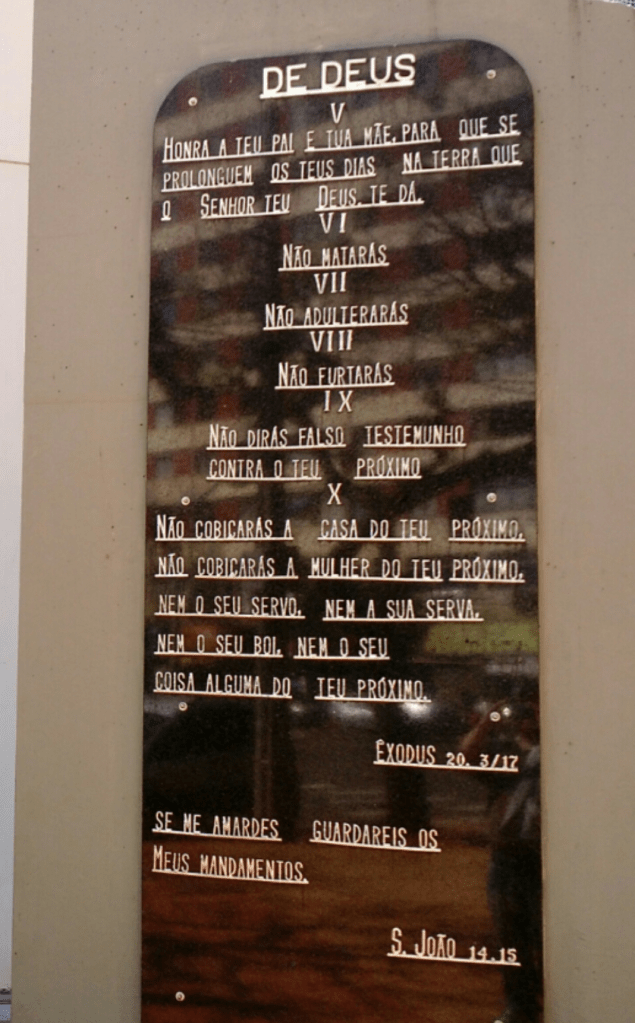 DE DEUS
V
HONRA A TEU PAI E TUA MÃE, PARA QUE SE
PROLONGUEM OS TEUS DIAS NA TERRA QUE
O SENHOR TEU DEUS, TE DÁ.
VI
NÃO MATARÁS
VII
NÃO ADULTERARÁS
VIII
NÃO FURTARÁS
IX
NÃO DIRÁS FALSO TESTEMUNHO
CONTRA O TEU PRÓXIMO
X
NÃO COBICARÁS A CASA DO TEU PRÓXIMO,
NÃO COBICARÁS A MULHER DO TEU PRÓXIMO,
NEM O SEU SERVO, NEM A SUA SERVA,
NEM O SEU BOI, NEM O SEU
COISA ALGUMA DO TEU PRÓXIMO.
ÊXODUS 20. 3/17
SE ME AMARDES GUARDAREIS OS
MEUS MANDAMENTOS.
S. JOÃO 14.15